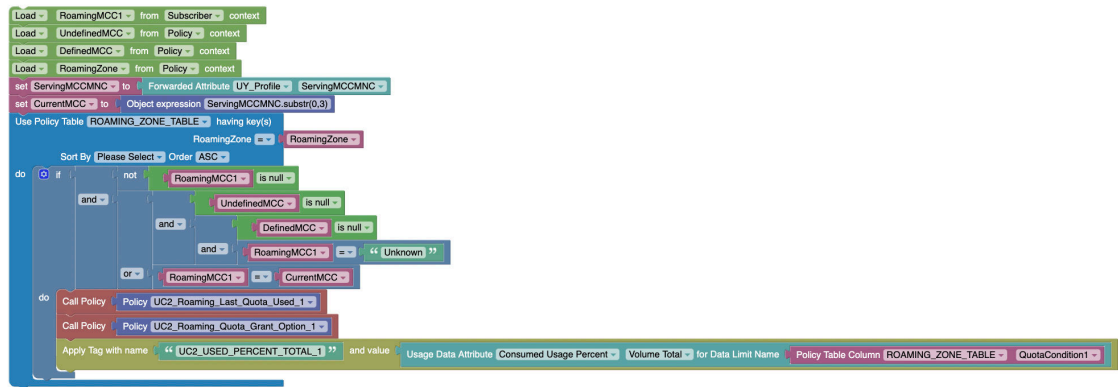 Load RoamingMCC1 from Subscriber context
Load UndefinedMCC from Policy context
Load DefinedMCC from Policy context
Load RoamingZone from Policy context
set ServingMCCMNC to Forwarded Attribute UY_Profile ServingMCCMNC
set CurrentMCC to Object expression ServingMCCMNC.substr(0,3)
Use Policy Table ROAMING_ZONE_TABLE having key(s)
RoamingZone = RoamingZone
Sort By Please Select Order ASC
do if not RoamingMCC1 is null
and UndefinedMCC is null
and DefinedMCC is null
and RoamingMCC1 = “ Unknown ”
or RoamingMCC1 = CurrentMCC
do Call Policy Policy UC2_Roaming_Last_Quota_Used_1
Call Policy Policy UC2_Roaming_Quota_Grant_Option_1
Apply Tag with name “ UC2_USED_PERCENT_TOTAL_1 ” and value Usage Data Attribute Consumed Usage Percent Volume Total for Data Limit Name Policy Table Column ROAMING_ZONE_TABLE QuotaCondition1